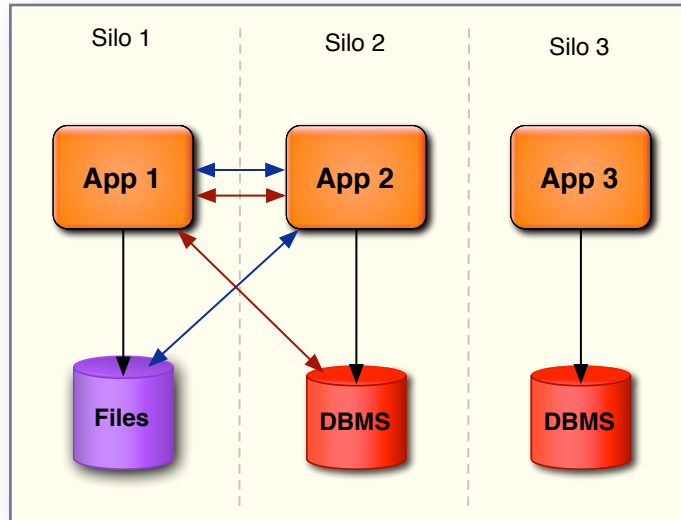 Silo 1
Silo 2
Silo 3
App 1
App 2
App 3
Files
DBMS
DBMS